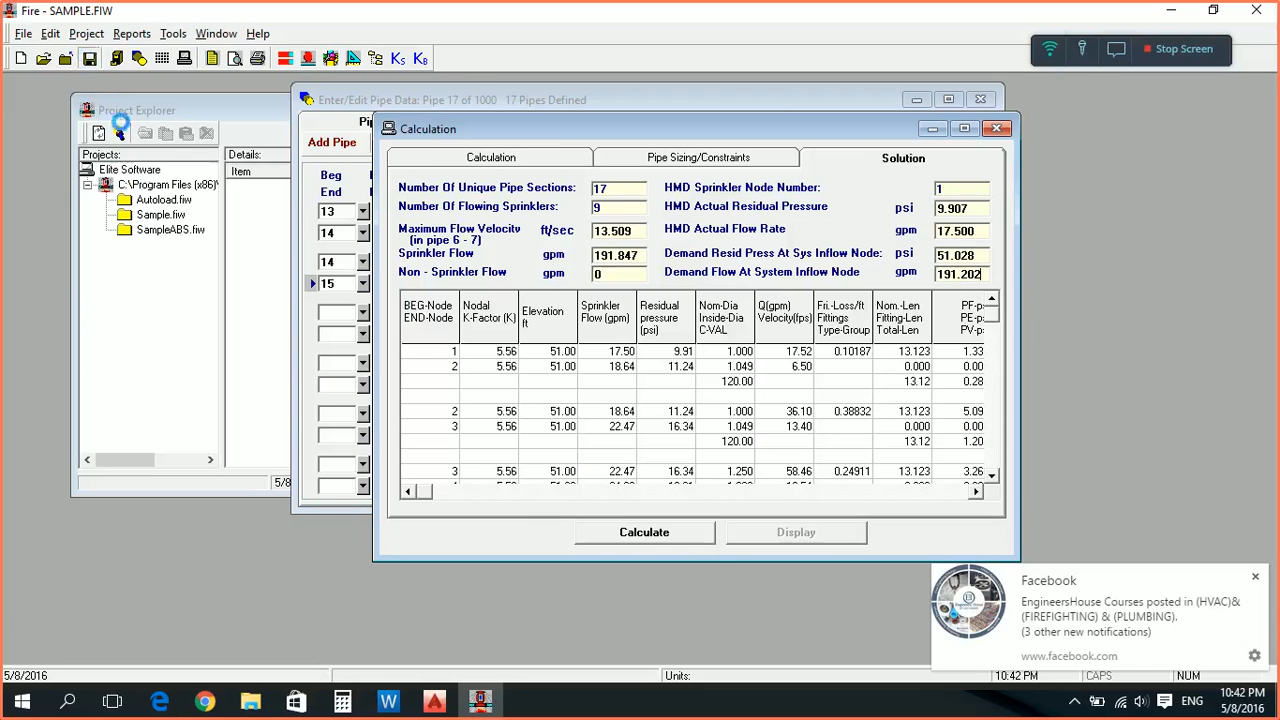 Fire - SAMPLE.FIW
File Edit Project Reports Tools Window Help
KS KB
Stop Screen
Project Explorer
Projects:
Details:
Elite Software
Item
C:\Program Files (x86)\
Autoload.fiw
Sample.fiw
SampleABS.fiw
5/8
Enter/Edit Pipe Data: Pipe 17 of 1000 17 Pipes Defined
Pi
Add Pipe
Beg
End
13
14
14
15
Calculation
Calculation Pipe Sizing/Constraints Solution
Number Of Unique Pipe Sections: 17 HMD Sprinkler Node Number: 1
Number Of Flowing Sprinklers: 9 HMD Actual Residual Pressure psi 9.907
Maximum Flow Velocity ft/sec 13.509 HMD Actual Flow Rate gpm 17.500
(in pipe 6 - 7)
Sprinkler Flow gpm 191.847 Demand Resid Press At Sys Inflow Node: psi 51.028
Non - Sprinkler Flow gpm 0 Demand Flow At System Inflow Node gpm 191.202
BEG-Node Nodal Elevation Sprinkler Residual Nom-Dia Q(gpm) Fri.-Loss/ft Nom.-Len PF-p
END-Node K-Factor (K) ft Flow (gpm) pressure Inside-Dia Velocity(fps) Fittings Fitting-Len PE-p
(psi) C-VAL Type-Group Total-Len PV-p
1 5.56 51.00 17.50 9.91 1.000 17.52 0.10187 13.123 1.33
2 5.56 51.00 18.64 11.24 1.049 6.50 0.000 0.00
120.00 13.12 0.28
2 5.56 51.00 18.64 11.24 1.000 36.10 0.38832 13.123 5.09
3 5.56 51.00 22.47 16.34 1.049 13.40 0.000 0.00
120.00 13.12 1.20
3 5.56 51.00 22.47 16.34 1.250 58.46 0.24911 13.123 3.26
Calculate Display
Facebook
EngineersHouse Courses posted in (HVAC)&
(FIREFIGHTING) & (PLUMBING).
(3 other new notifications)
www.facebook.com
5/8/2016 Units: 10:42 PM CAPS NUM
ENG
10:42 PM
5/8/2016